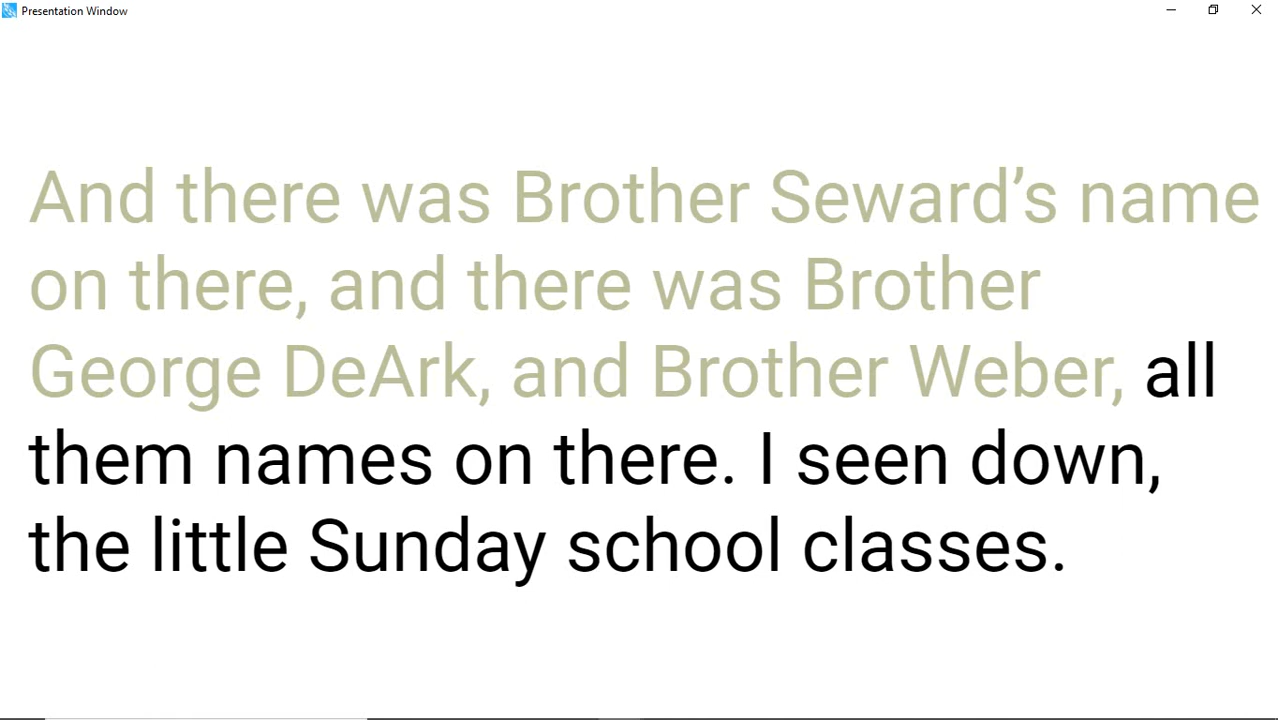 Presentation Window
And there was Brother Seward’s name
on there, and there was Brother
George DeArk, and Brother Weber, all
them names on there. I seen down,
the little Sunday school classes.